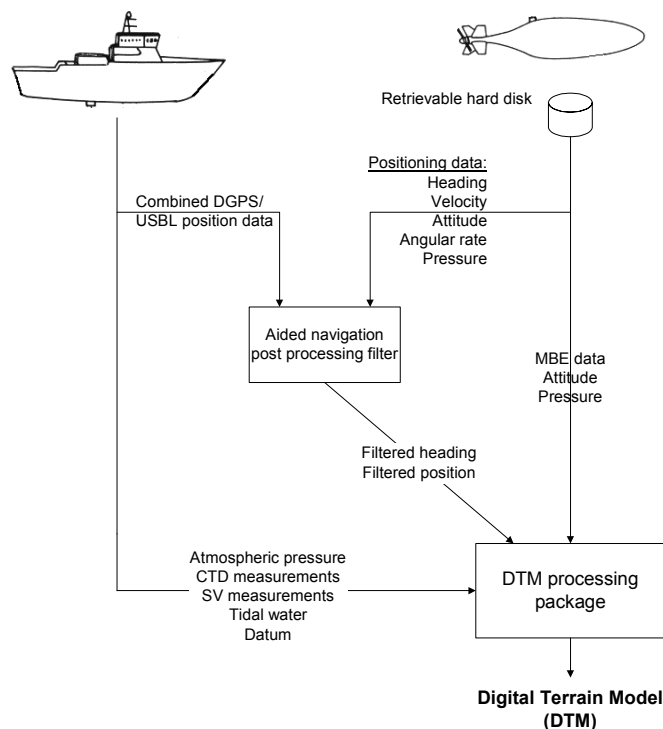 Retrievable hard disk
Positioning data:
Heading
Velocity
Attitude
Angular rate
Pressure
Combined DGPS/
USBL position data
Aided navigation
post processing filter
MBE data
Attitude
Pressure
Filtered heading
Filtered position
Atmospheric pressure
CTD measurements
SV measurements
Tidal water
Datum
DTM processing
package
Digital Terrain Model
(DTM)